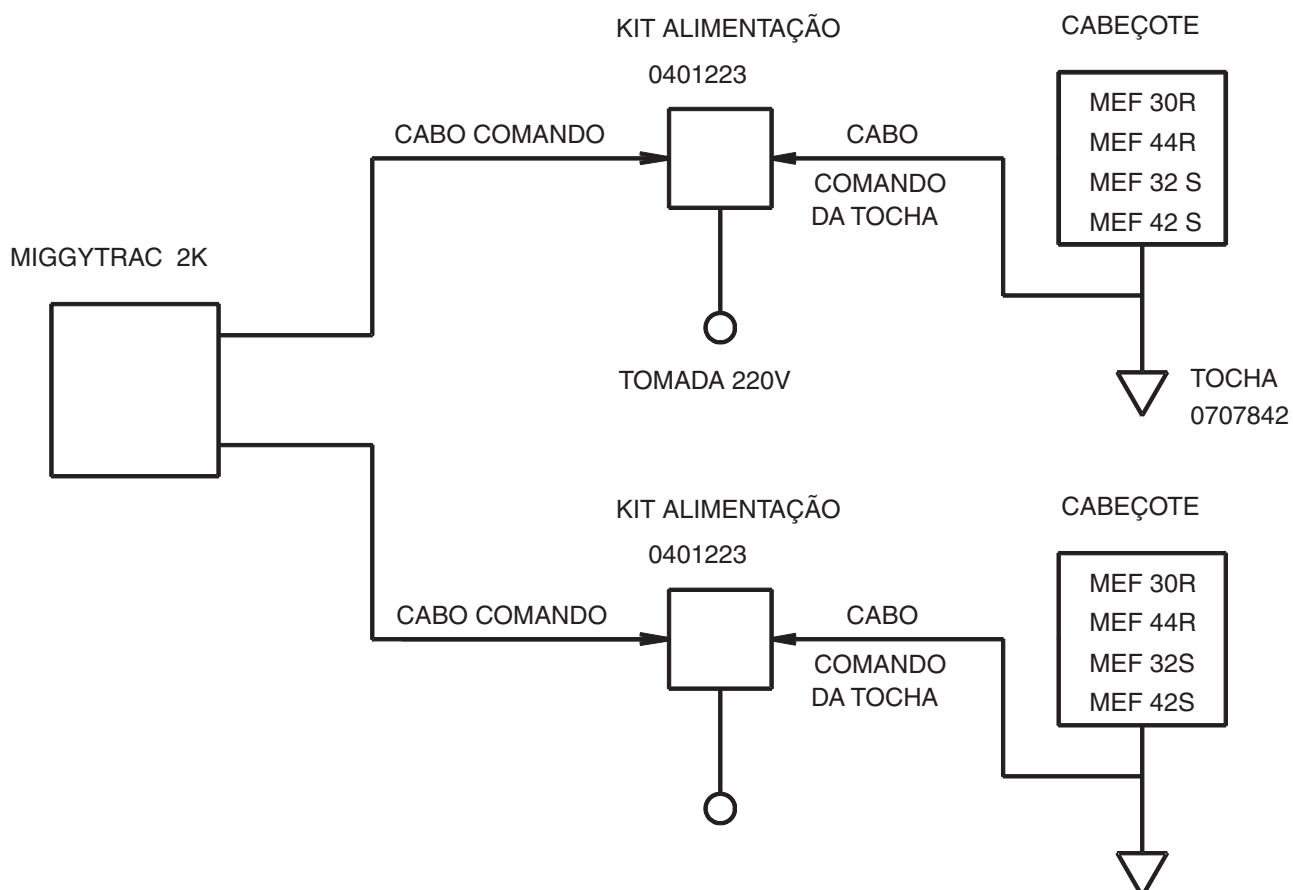 KIT ALIMENTAÇÃO
0401223
CABEÇOTE
MEF 30R
MEF 44R
MEF 32 S
MEF 42 S
CABO COMANDO
CABO
COMANDO
DA TOCHA
MIGGYTRAC 2K
TOMADA 220V
TOCHA
0707842
KIT ALIMENTAÇÃO
0401223
CABEÇOTE
MEF 30R
MEF 44R
MEF 32S
MEF 42S
CABO COMANDO
CABO
COMANDO
DA TOCHA